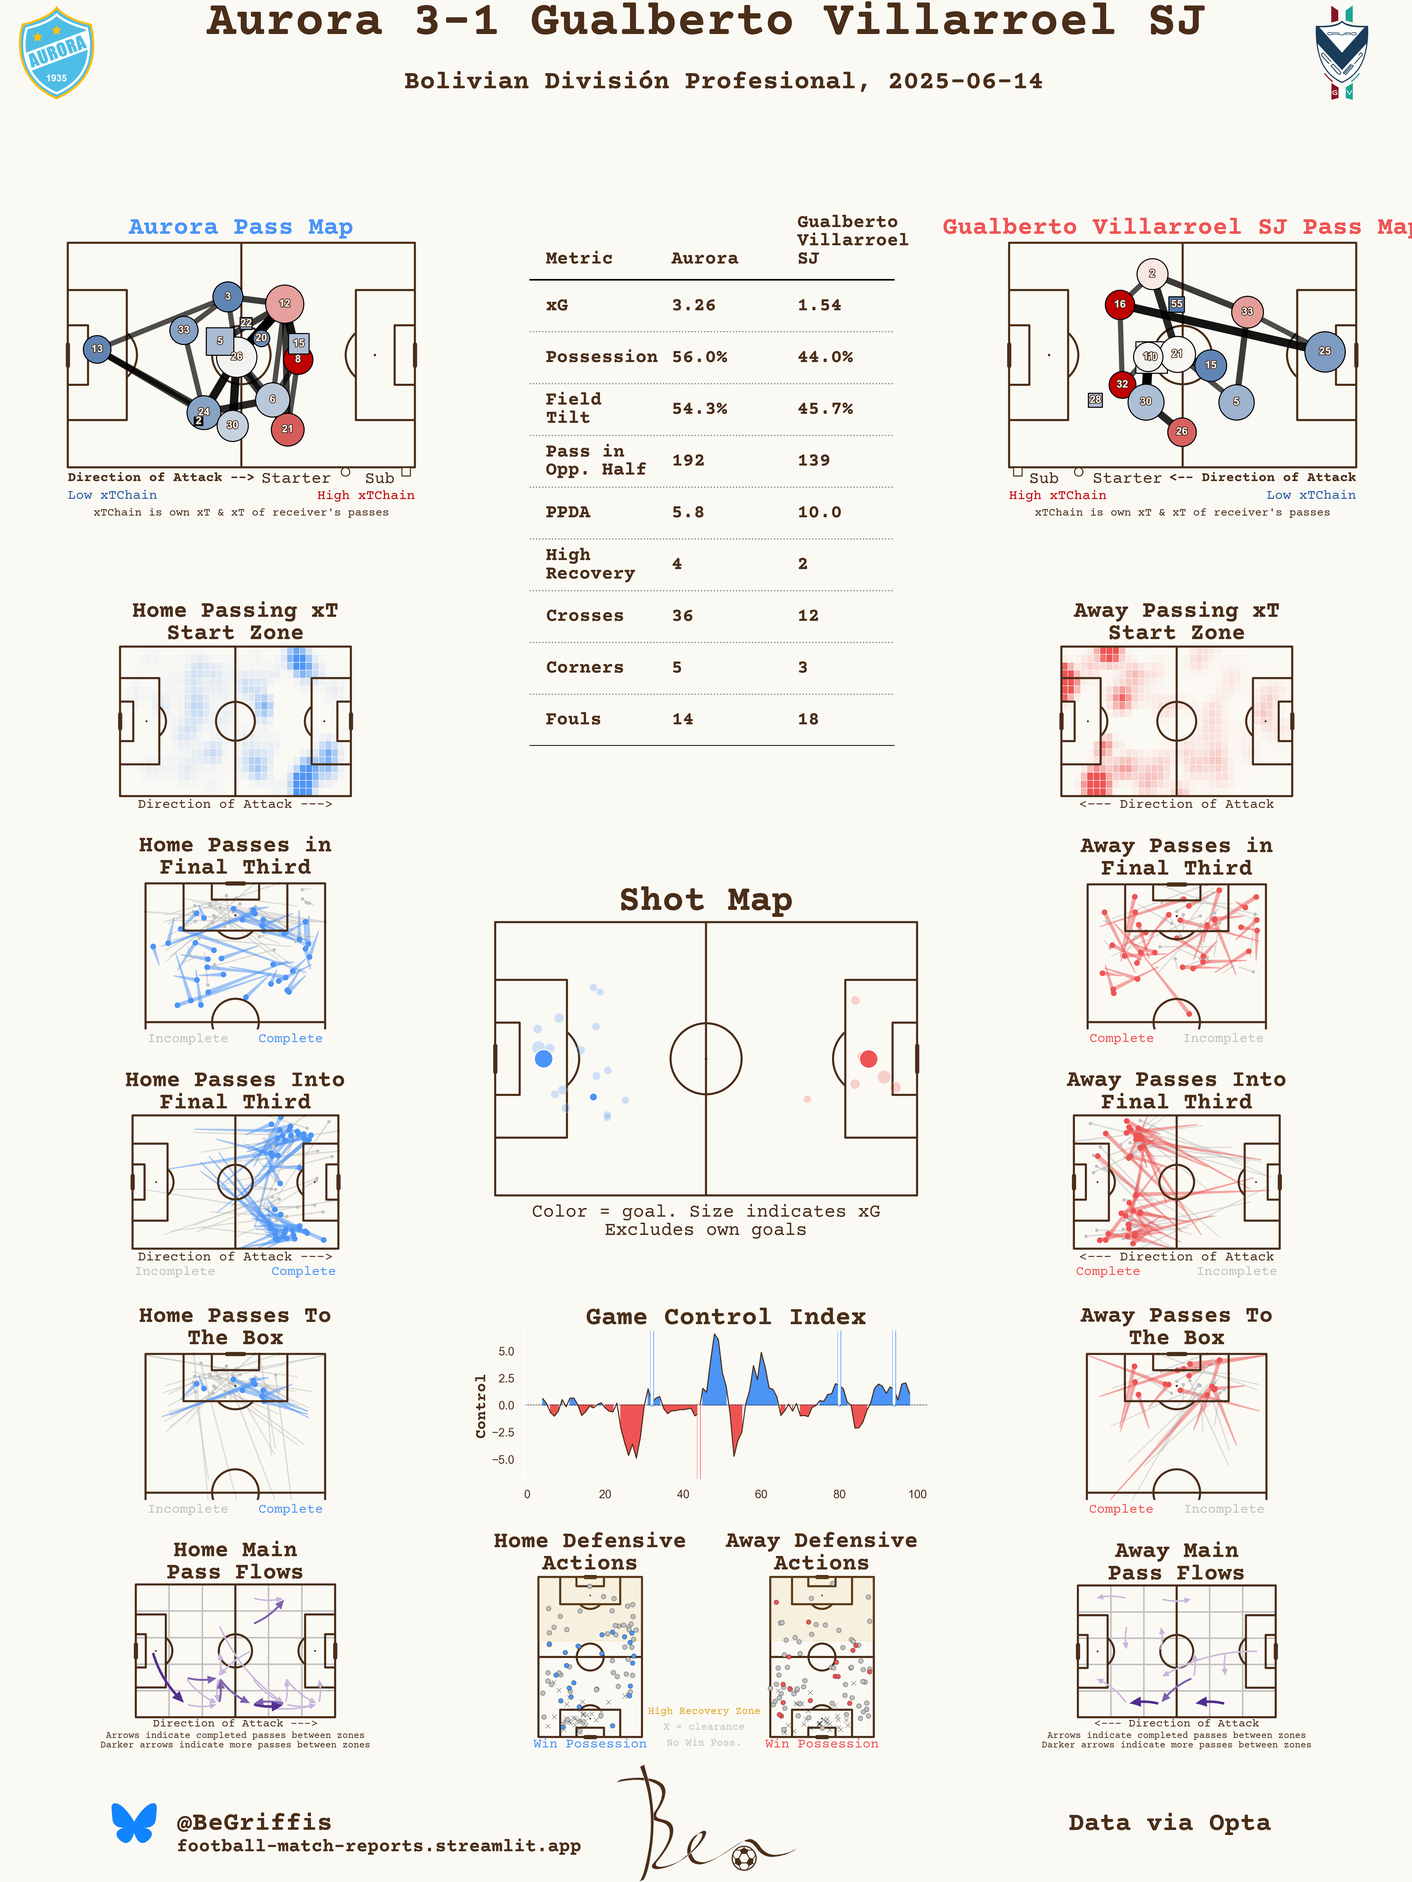 Aurora 3-1 Gualberto Villarroel SJ
Bolivian División Profesional, 2025-06-14
AURORA
1935
ORURO
G V
Aurora Pass Map
3
12
33
22
20
5
15
13
26
8
6
24
2
30
21
Direction of Attack --> Starter Sub
Low xTChain High xTChain
xTChain is own xT & xT of receiver's passes
Metric Aurora Gualberto
Villarroel
SJ
xG 3.26 1.54
Possession 56.0% 44.0%
Field
Tilt 54.3% 45.7%
Pass in
Opp. Half 192 139
PPDA 5.8 10.0
High
Recovery 4 2
Crosses 36 12
Corners 5 3
Fouls 14 18
Gualberto Villarroel SJ Pass Map
2
16
55
33
25
21
15
32
28
30
5
26
Sub Starter <-- Direction of Attack
High xTChain Low xTChain
xTChain is own xT & xT of receiver's passes
Home Passing xT
Start Zone
Direction of Attack --->
Away Passing xT
Start Zone
<--- Direction of Attack
Home Passes in
Final Third
Incomplete Complete
Away Passes in
Final Third
Complete Incomplete
Shot Map
Color = goal. Size indicates xG
Excludes own goals
Home Passes Into
Final Third
Direction of Attack --->
Incomplete Complete
Away Passes Into
Final Third
<--- Direction of Attack
Complete Incomplete
Game Control Index
Control
5.0
2.5
0.0
−2.5
−5.0
0 20 40 60 80 100
Home Passes To
The Box
Incomplete Complete
Away Passes To
The Box
Complete Incomplete
Home Main
Pass Flows
Direction of Attack --->
Arrows indicate completed passes between zones
Darker arrows indicate more passes between zones
Home Defensive
Actions
Win Possession
Away Defensive
Actions
Win Possession
High Recovery Zone
X = clearance
No Win Poss.
Away Main
Pass Flows
<--- Direction of Attack
Arrows indicate completed passes between zones
Darker arrows indicate more passes between zones
@BeGriffis
football-match-reports.streamlit.app
Ben
Data via Opta